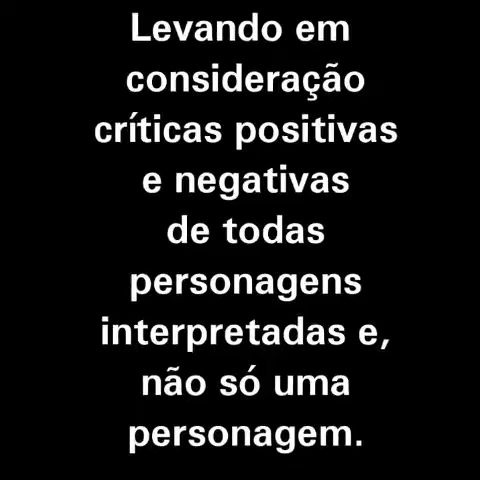 Levando em
consideração
críticas positivas
e negativas
de todas
personagens
interpretadas e,
não só uma
personagem.